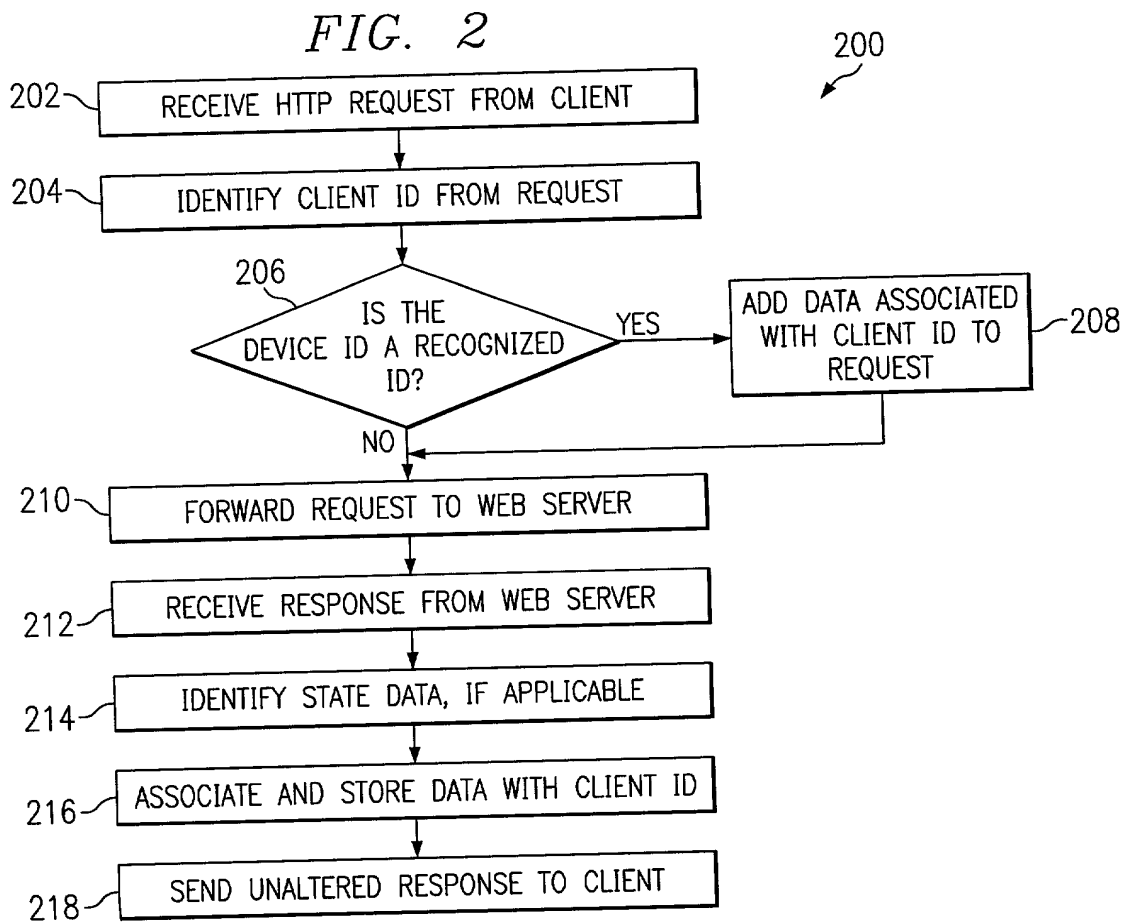 FIG. 2
200
202
RECEIVE HTTP REQUEST FROM CLIENT
204
IDENTIFY CLIENT ID FROM REQUEST
206
IS THE
DEVICE ID A RECOGNIZED
ID?
YES
ADD DATA ASSOCIATED
WITH CLIENT ID TO
REQUEST
208
NO
210
FORWARD REQUEST TO WEB SERVER
212
RECEIVE RESPONSE FROM WEB SERVER
214
IDENTIFY STATE DATA, IF APPLICABLE
216
ASSOCIATE AND STORE DATA WITH CLIENT ID
218
SEND UNALTERED RESPONSE TO CLIENT